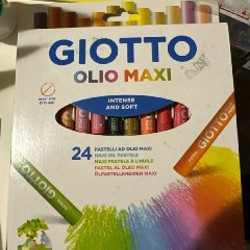 GIOTTO
OLIO MAXI
INTENSE
AND SOFT
24 PASTELLI AD OLIO MAXI
MAXI OIL PASTELS
MAXI PASTELS À L'HUILE
PASTEL AL ÓLEO MAXI
ÖLPASTELLKREIDEN MAXI
GIOTTO